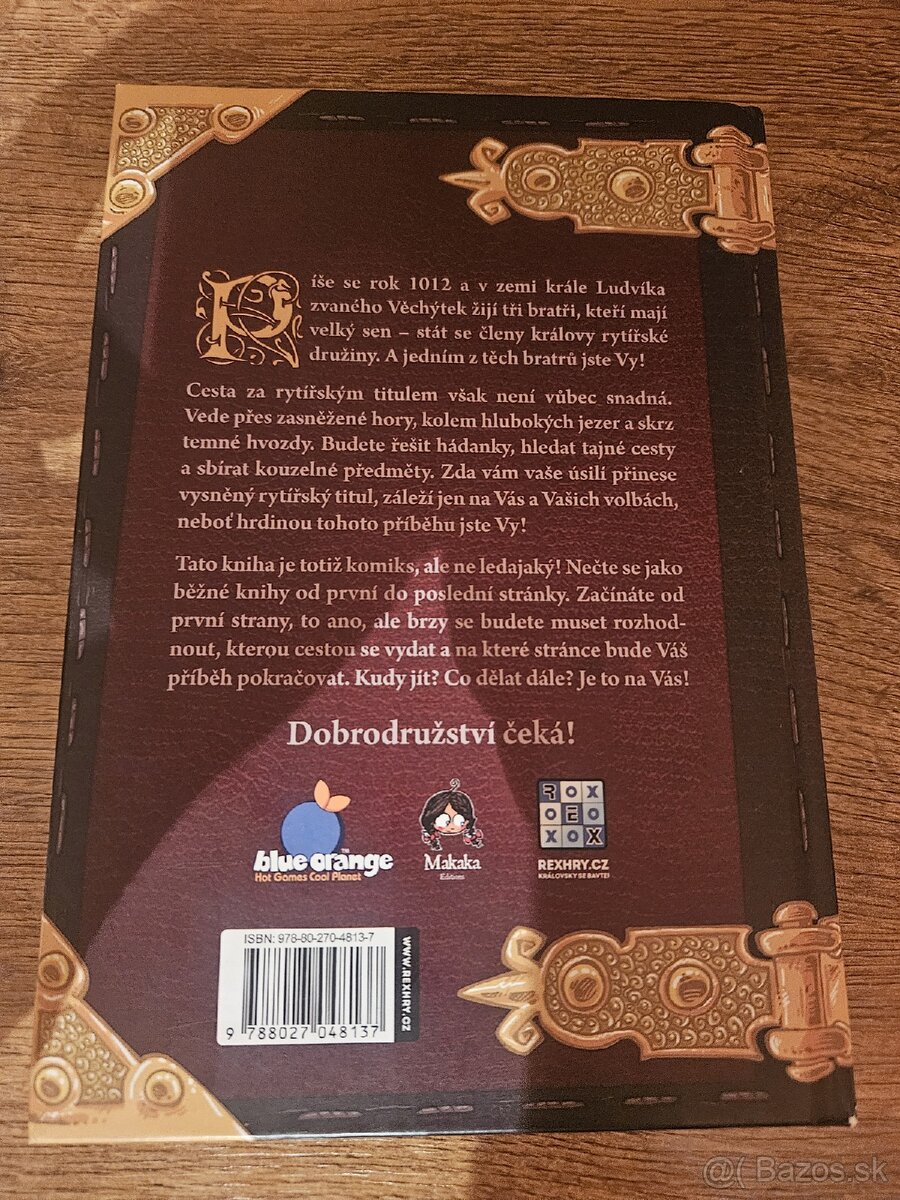 Píše se rok 1012 a v zemi krále Ludvíka
zvaného Věchýtek žijí tři bratři, kteří mají
velký sen – stát se členy královy rytířské
družiny. A jedním z těch bratrů jste Vy!
Cesta za rytířským titulem však není vůbec snadná.
Vede přes zasněžené hory, kolem hlubokých jezer a skrz
temné hvozdy. Budete řešit hádanky, hledat tajné cesty
a sbírat kouzelné předměty. Zda vám vaše úsilí přinese
vysněný rytířský titul, záleží jen na Vás a Vašich volbách,
neboť hrdinou tohoto příběhu jste Vy!
Tato kniha je totiž komiks, ale ne ledajaký! Nečte se jako
běžné knihy od první do poslední stránky. Začínáte od
první strany, to ano, ale brzy se budete muset rozhod-
nout, kterou cestou se vydat a na které stránce bude Váš
příběh pokračovat. Kudy jít? Co dělat dále? Je to na Vás!
Dobrodružství čeká!
blue orange™
Hot Games Cool Planet
Makaka
Editions
R O X
O E O
X O X
REXHRY.CZ
KRÁLOVSKY SE BAVTE!
ISBN: 978-80-270-4813-7
9 788027 048137
WWW.REXHRY.CZ
@( Bazos.sk